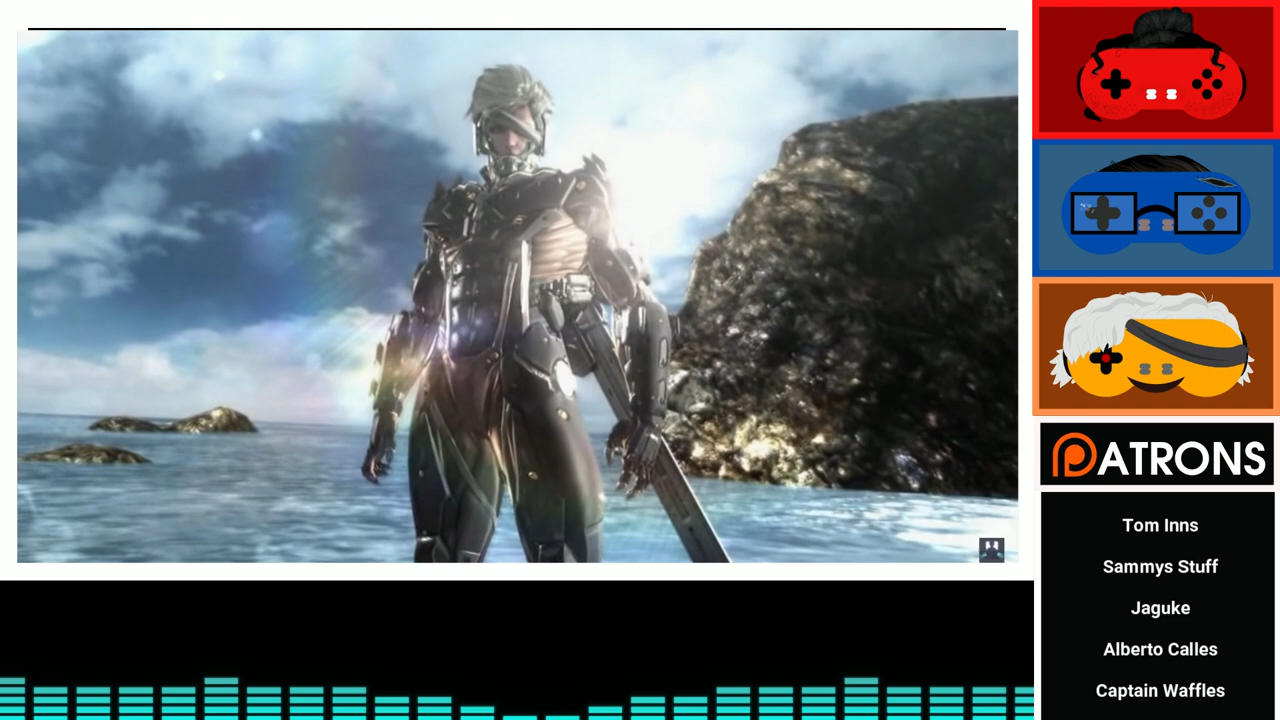 PATRONS
Tom Inns
Sammys Stuff
Jaguke
Alberto Calles
Captain Waffles